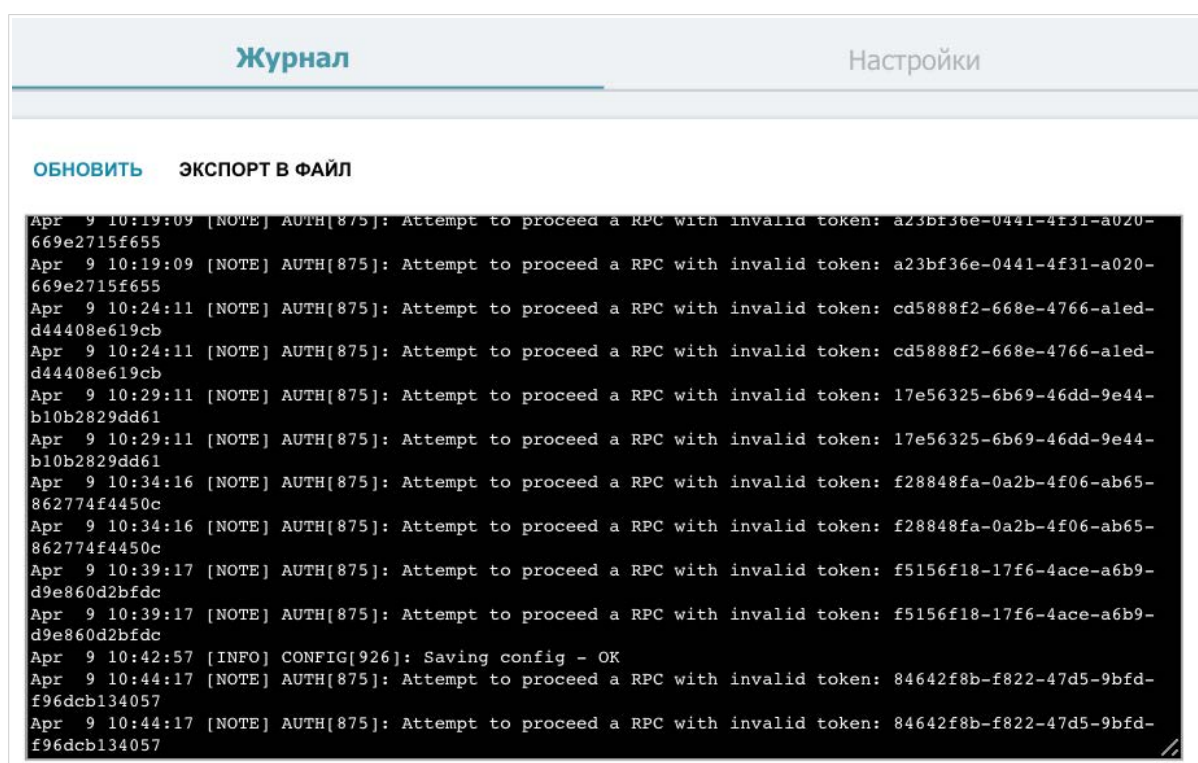 Журнал
Настройки
ОБНОВИТЬ ЭКСПОРТ В ФАЙЛ
Apr  9 10:19:09 [NOTE] AUTH[875]: Attempt to proceed a RPC with invalid token: a23bf36e-0441-4f31-a020-
669e2715f655
Apr  9 10:19:09 [NOTE] AUTH[875]: Attempt to proceed a RPC with invalid token: a23bf36e-0441-4f31-a020-
669e2715f655
Apr  9 10:24:11 [NOTE] AUTH[875]: Attempt to proceed a RPC with invalid token: cd5888f2-668e-4766-a1ed-
d44408e619cb
Apr  9 10:24:11 [NOTE] AUTH[875]: Attempt to proceed a RPC with invalid token: cd5888f2-668e-4766-a1ed-
d44408e619cb
Apr  9 10:29:11 [NOTE] AUTH[875]: Attempt to proceed a RPC with invalid token: 17e56325-6b69-46dd-9e44-
b10b2829dd61
Apr  9 10:29:11 [NOTE] AUTH[875]: Attempt to proceed a RPC with invalid token: 17e56325-6b69-46dd-9e44-
b10b2829dd61
Apr  9 10:34:16 [NOTE] AUTH[875]: Attempt to proceed a RPC with invalid token: f28848fa-0a2b-4f06-ab65-
862774f4450c
Apr  9 10:34:16 [NOTE] AUTH[875]: Attempt to proceed a RPC with invalid token: f28848fa-0a2b-4f06-ab65-
862774f4450c
Apr  9 10:39:17 [NOTE] AUTH[875]: Attempt to proceed a RPC with invalid token: f5156f18-17f6-4ace-a6b9-
d9e860d2bfdc
Apr  9 10:39:17 [NOTE] AUTH[875]: Attempt to proceed a RPC with invalid token: f5156f18-17f6-4ace-a6b9-
d9e860d2bfdc
Apr  9 10:42:57 [INFO] CONFIG[926]: Saving config - OK
Apr  9 10:44:17 [NOTE] AUTH[875]: Attempt to proceed a RPC with invalid token: 84642f8b-f822-47d5-9bfd-
f96dcb134057
Apr  9 10:44:17 [NOTE] AUTH[875]: Attempt to proceed a RPC with invalid token: 84642f8b-f822-47d5-9bfd-
f96dcb134057